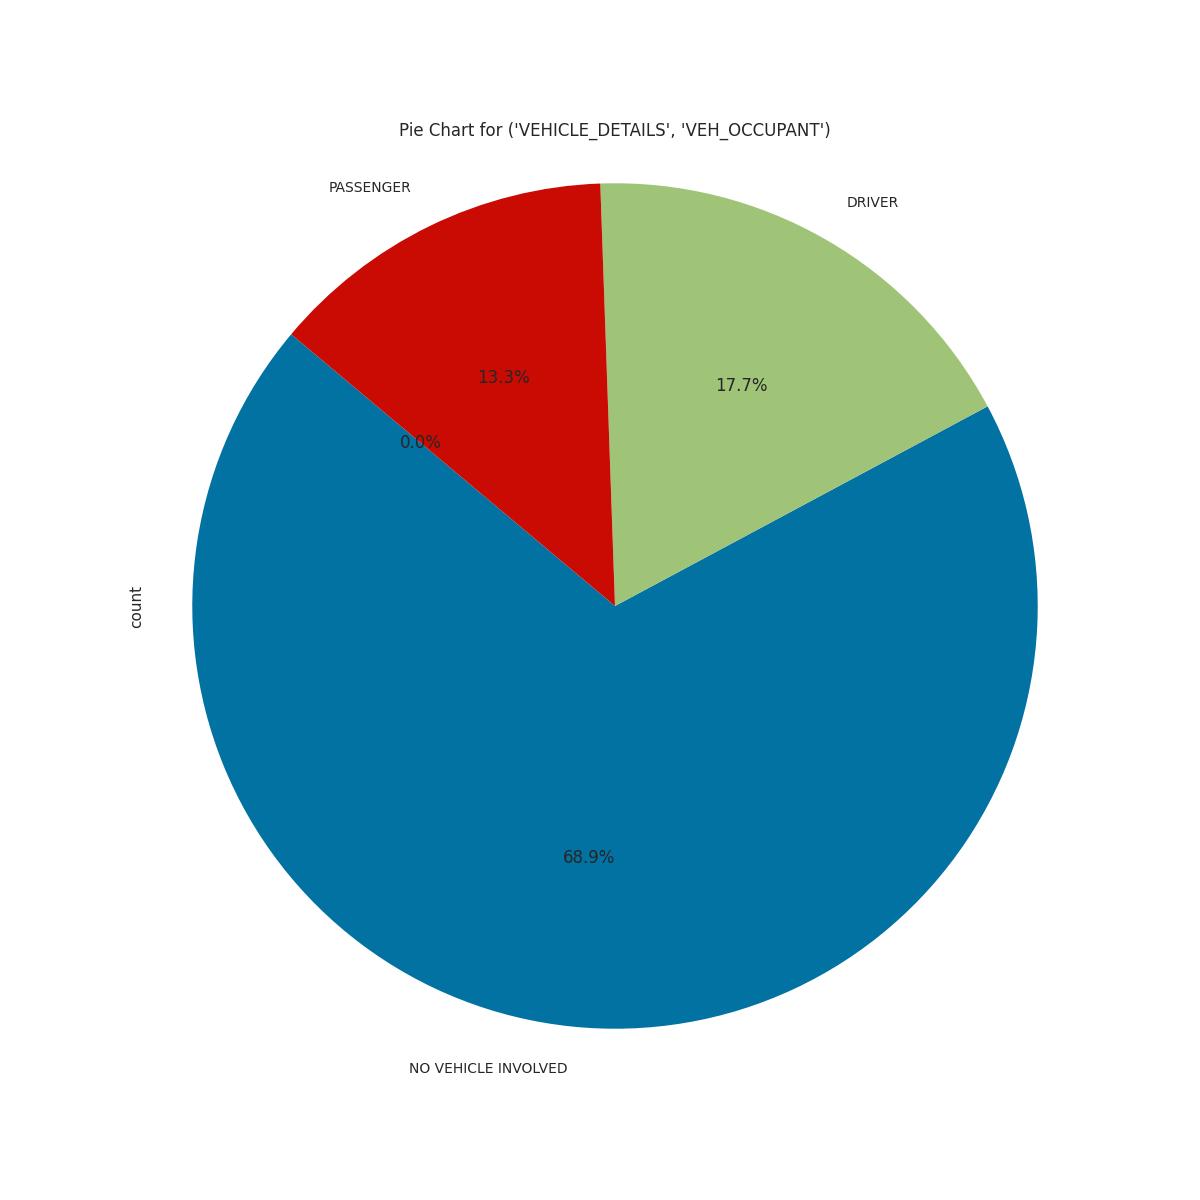 Pie Chart for ('VEHICLE_DETAILS', 'VEH_OCCUPANT')
PASSENGER
DRIVER
13.3%
17.7%
0.0%
count
68.9%
NO VEHICLE INVOLVED